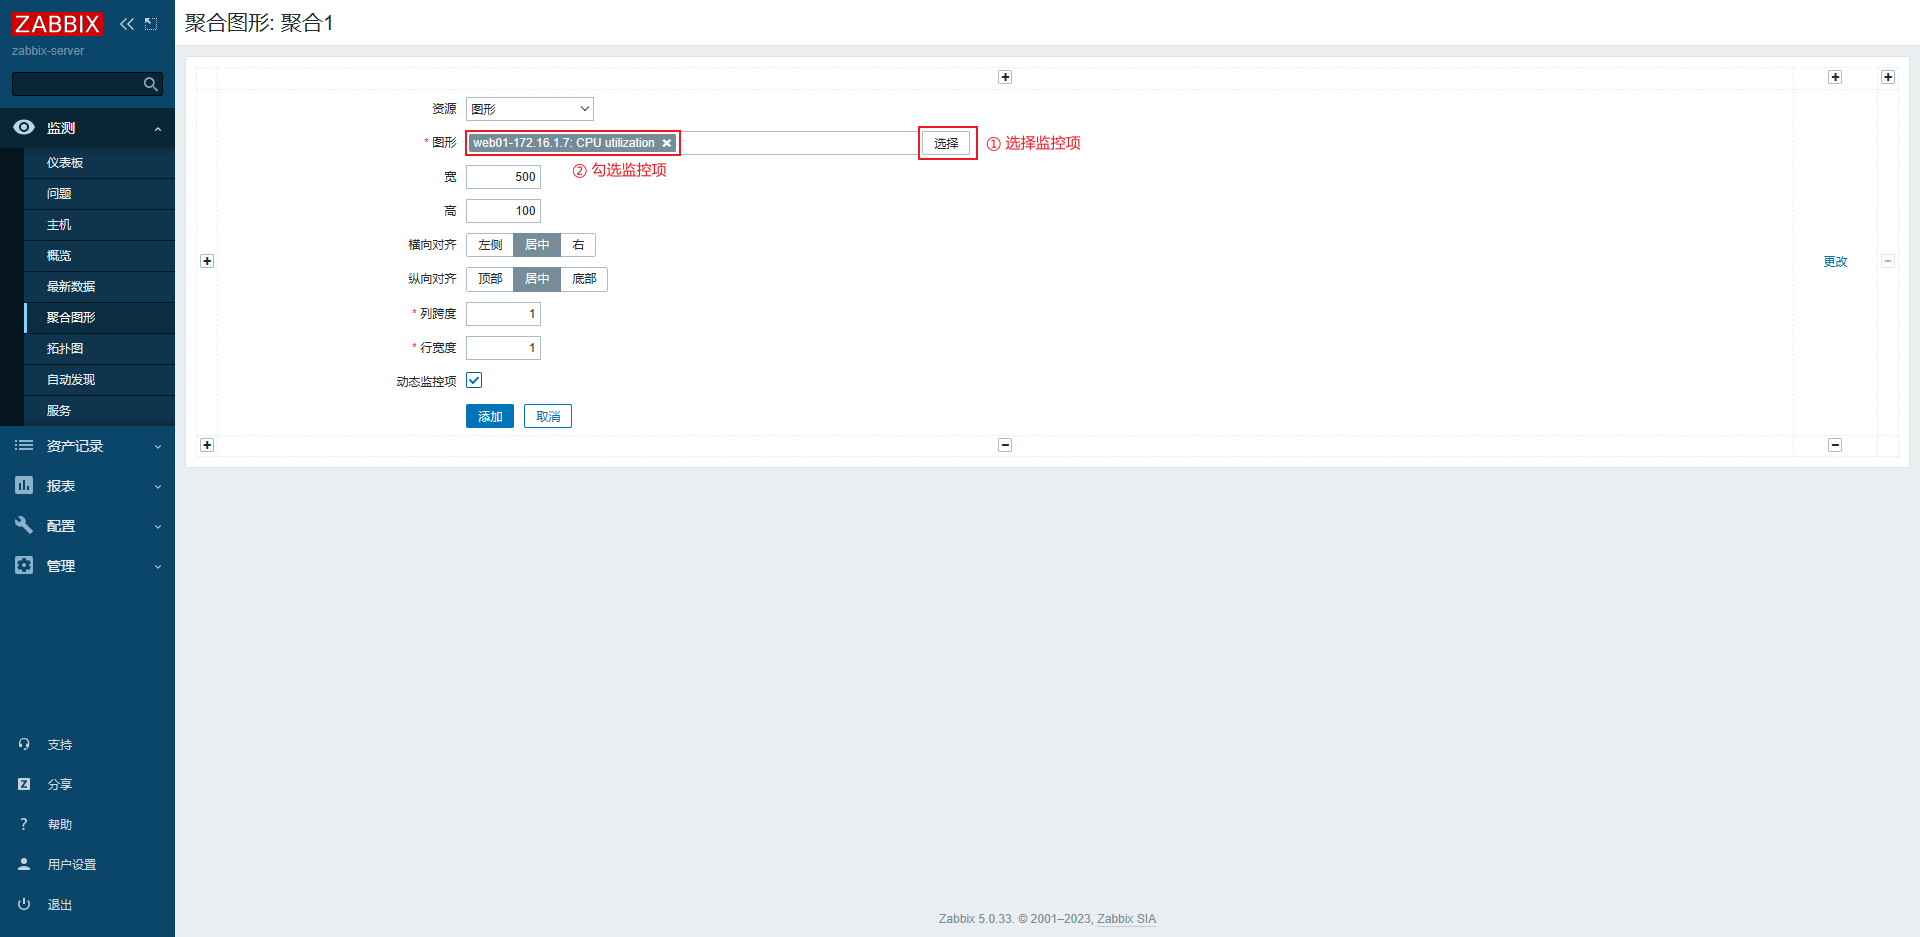 ZABBIX
zabbix-server
监测
仪表板
问题
主机
概览
最新数据
聚合图形
拓扑图
自动发现
服务
资产记录
报表
配置
管理
支持
分享
帮助
用户设置
退出
聚合图形: 聚合1
资源 图形
* 图形 web01-172.16.1.7: CPU utilization 选择 ① 选择监控项
② 勾选监控项
宽 500
高 100
横向对齐 左侧 居中 右
纵向对齐 顶部 居中 底部
* 列跨度 1
* 行宽度 1
动态监控项
添加 取消
更改
Zabbix 5.0.33. © 2001–2023, Zabbix SIA